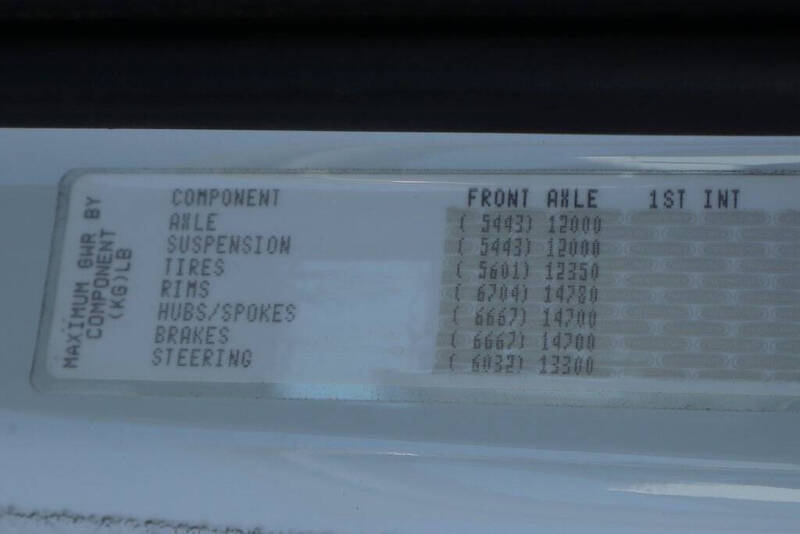 MAXIMUM GWR BY
COMPONENT
(KG)LB
COMPONENT FRONT AXLE 1ST INT
AXLE ( 5443) 12000
SUSPENSION ( 5443) 12000
TIRES ( 5601) 12350
RIMS ( 6704) 14780
HUBS/SPOKES ( 6667) 14700
BRAKES ( 6667) 14700
STEERING ( 6032) 13300